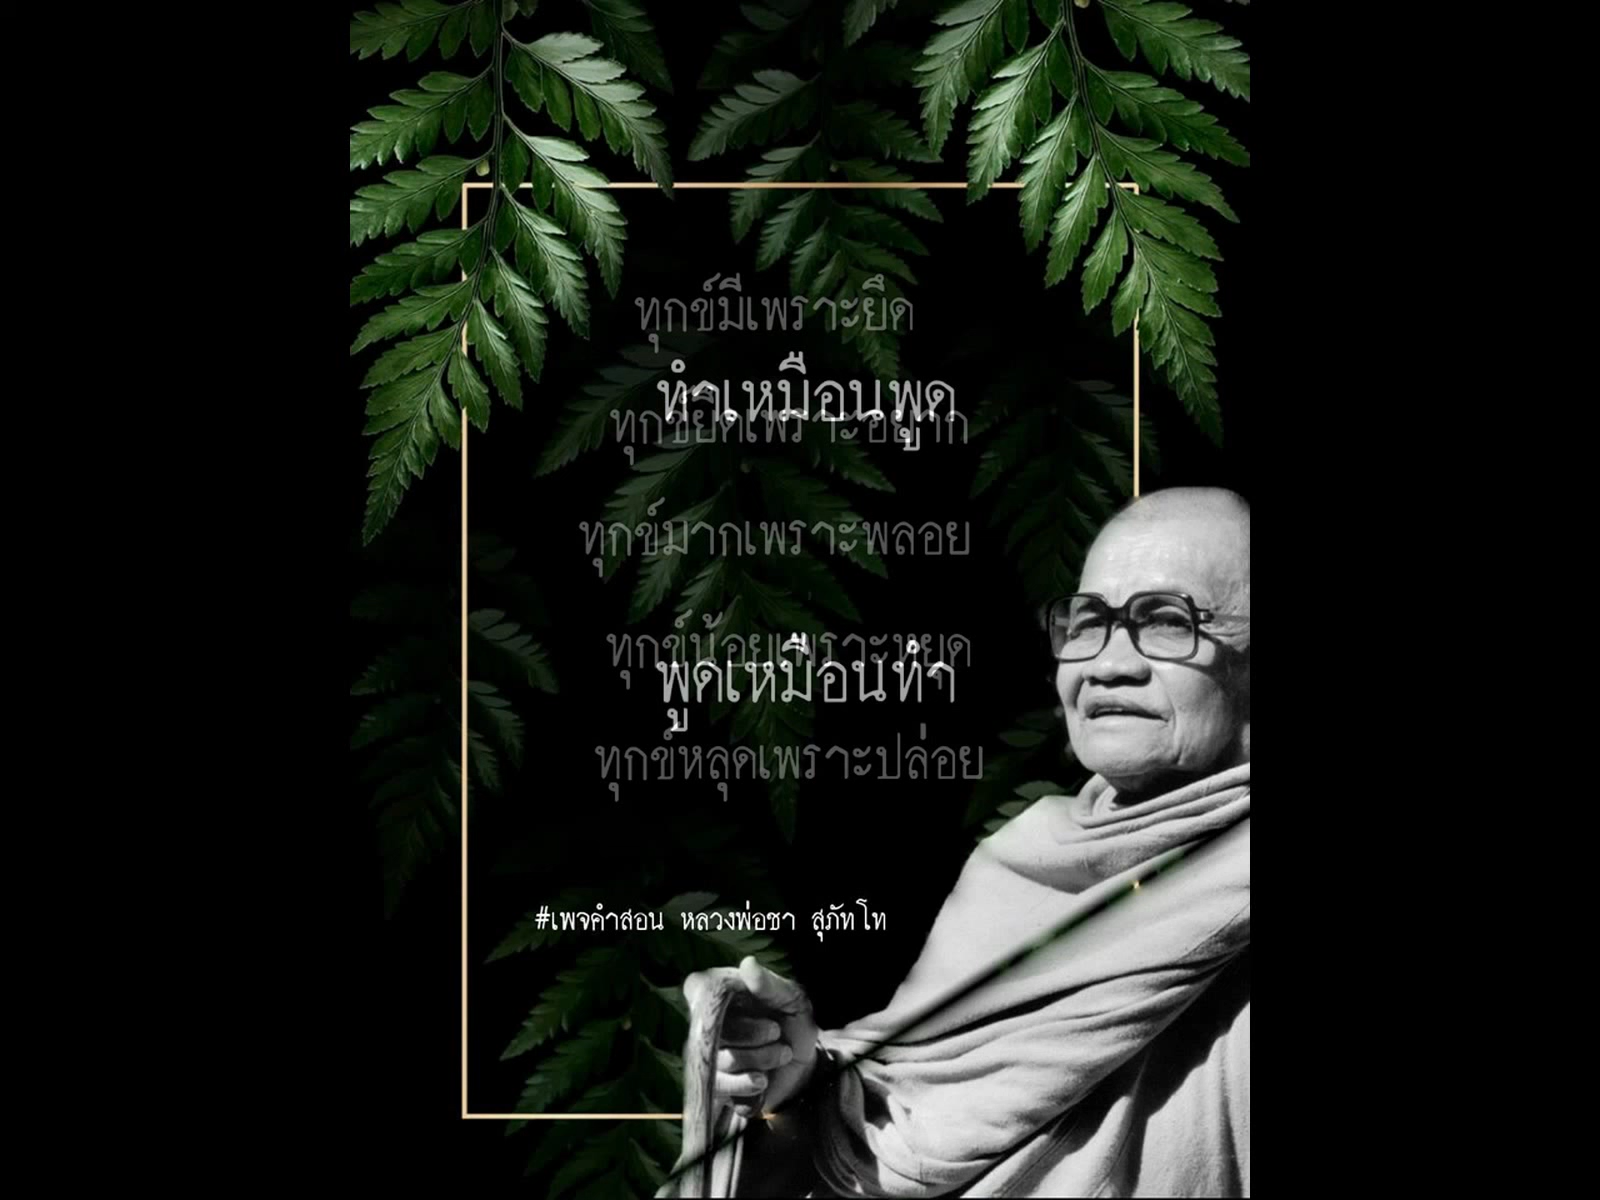 ทุกข์มีเพราะยึด
ทำเหมือนพูด
ทุกข์ยึดเพราะอยาก
ทุกข์มากเพราะพลอย
ทุกข์น้อยเพราะหยุด
พูดเหมือนทำ
ทุกข์หลุดเพราะปล่อย
#เพจคำสอน หลวงพ่อชา สุภัทโท